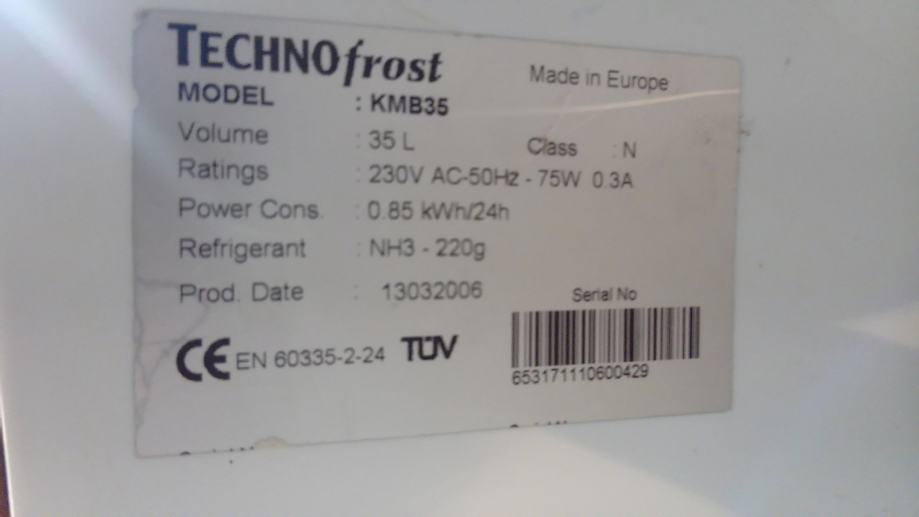 TECHNOfrost
Made in Europe
MODEL : KMB35
Volume : 35 L Class : N
Ratings : 230V AC-50Hz - 75W 0.3A
Power Cons. : 0.85 kWh/24h
Refrigerant : NH3 - 220g
Prod. Date : 13032006
Serial No
CE EN 60335-2-24 TÜV
653171110600429